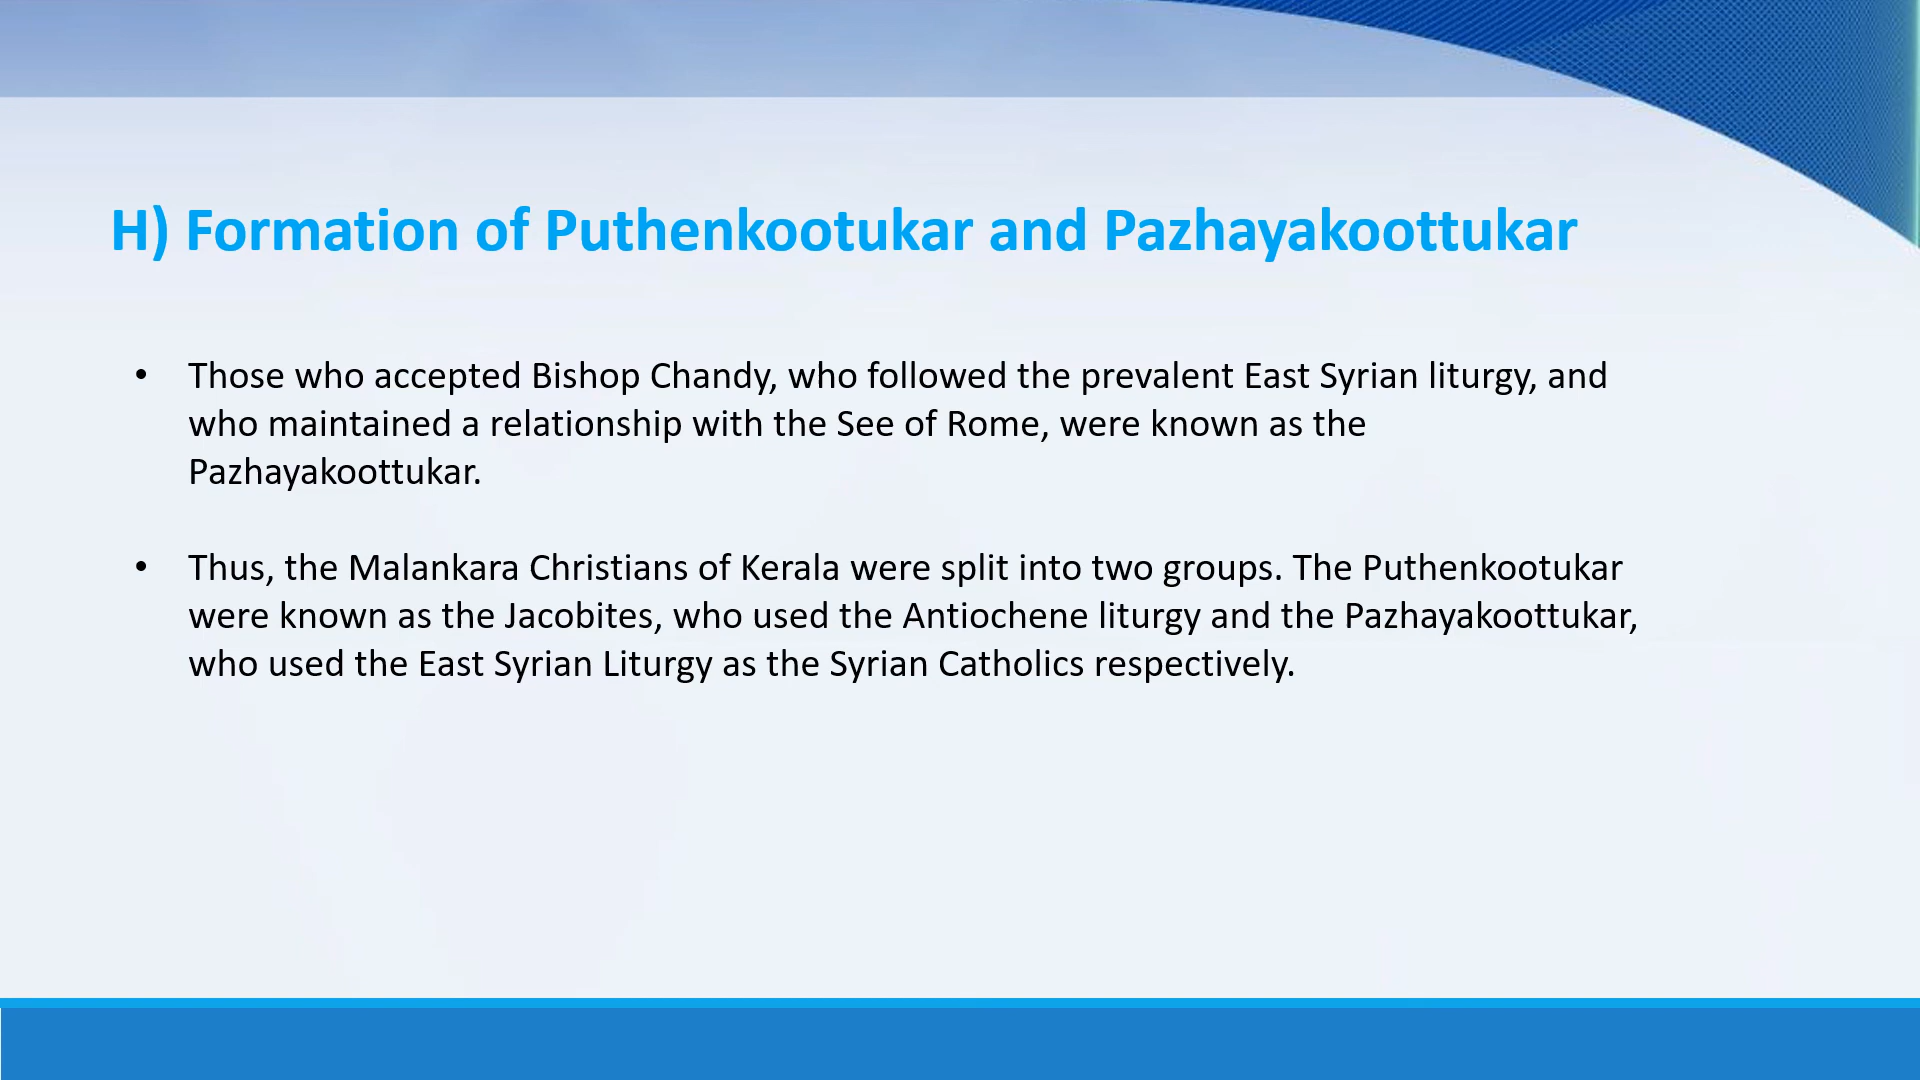 H) Formation of Puthenkootukar and Pazhayakoottukar
• Those who accepted Bishop Chandy, who followed the prevalent East Syrian liturgy, and
who maintained a relationship with the See of Rome, were known as the
Pazhayakoottukar.
• Thus, the Malankara Christians of Kerala were split into two groups. The Puthenkootukar
were known as the Jacobites, who used the Antiochene liturgy and the Pazhayakoottukar,
who used the East Syrian Liturgy as the Syrian Catholics respectively.